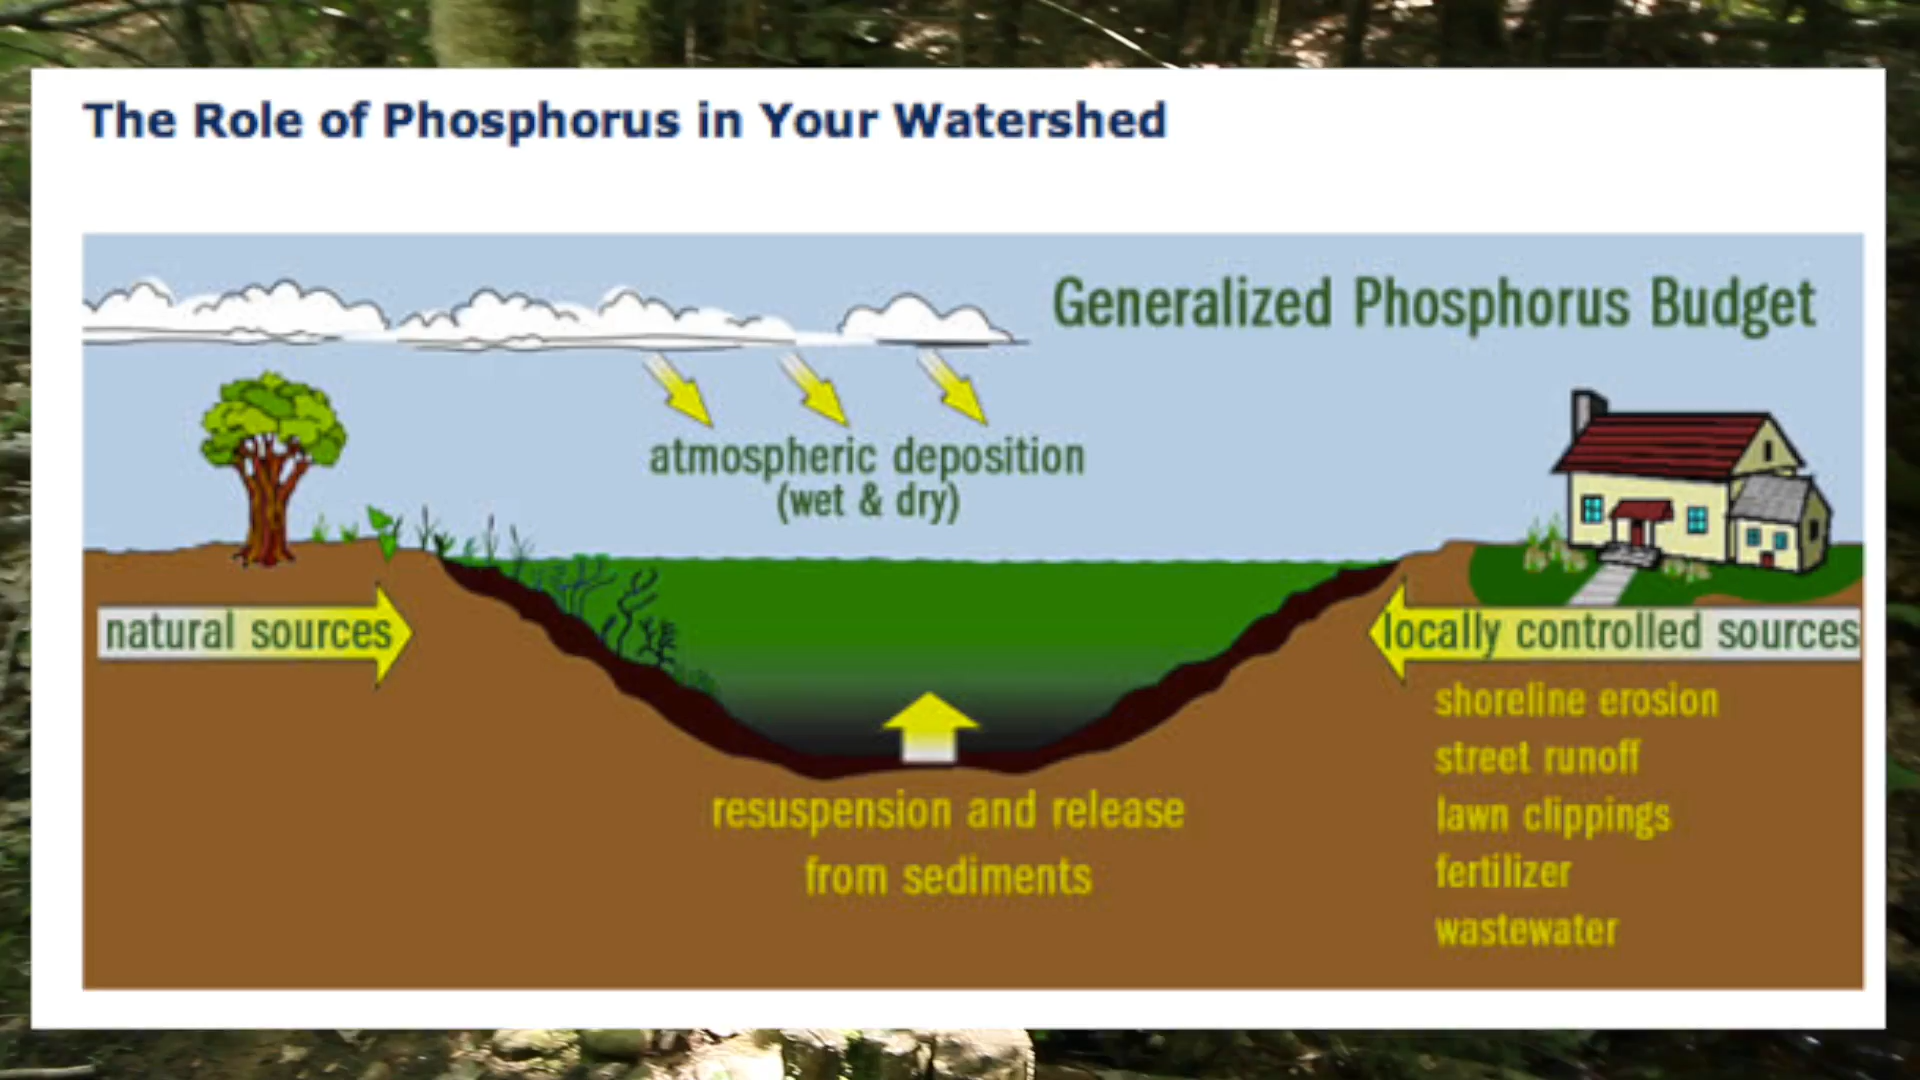 The Role of Phosphorus in Your Watershed
Generalized Phosphorus Budget
atmospheric deposition
(wet & dry)
natural sources
locally controlled sources
shoreline erosion
street runoff
lawn clippings
fertilizer
wastewater
resuspension and release
from sediments